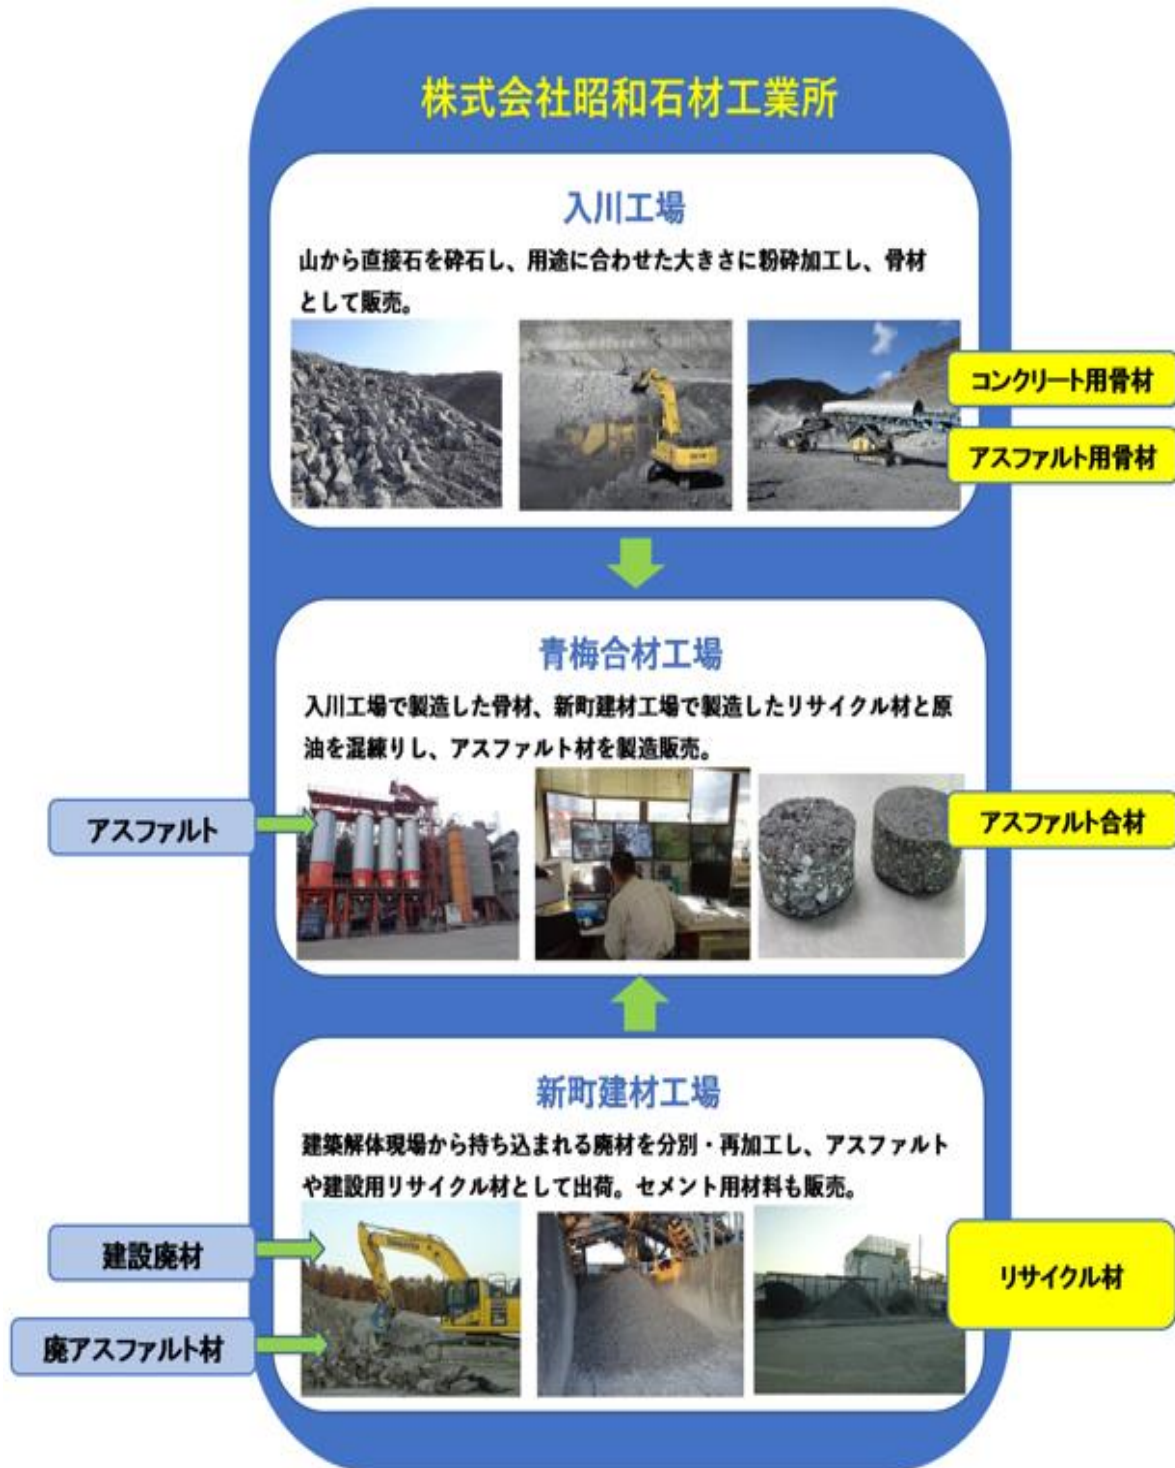 株式会社昭和石材工業所
入川工場
山から直接石を砕石し、用途に合わせた大きさに粉砕加工し、骨材
として販売。
コンクリート用骨材
アスファルト用骨材
青梅合材工場
入川工場で製造した骨材、新町建材工場で製造したリサイクル材と原
油を混練りし、アスファルト材を製造販売。
アスファルト
アスファルト合材
新町建材工場
建築解体現場から持ち込まれる廃材を分別・再加工し、アスファルト
や建設用リサイクル材として出荷。セメント用材料も販売。
建設廃材
廃アスファルト材
リサイクル材